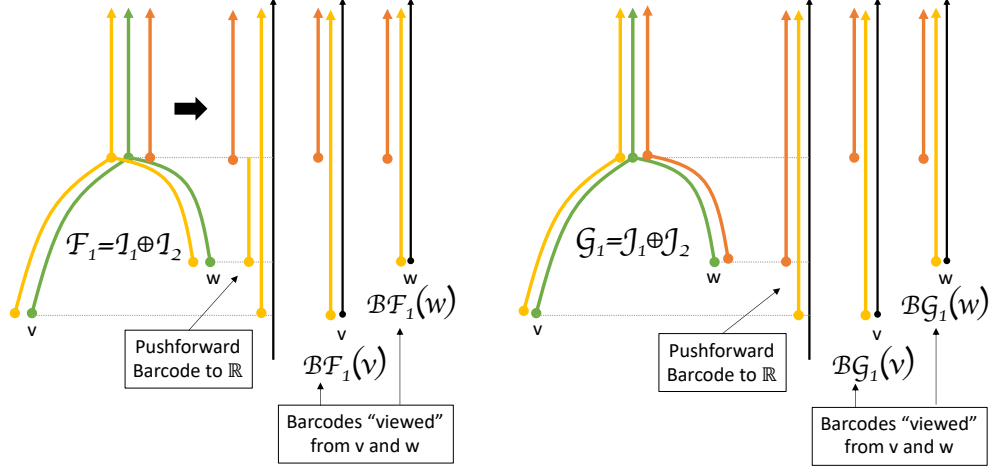 ℱ₁=ℐ₁⊕ℐ₂
w
v
Pushforward
Barcode to ℝ
w
v
ℬℱ₁(w)
ℬℱ₁(v)
Barcodes “viewed”
from v and w
𝒢₁=𝒥₁⊕𝒥₂
w
v
Pushforward
Barcode to ℝ
w
v
ℬ𝒢₁(w)
ℬ𝒢₁(v)
Barcodes “viewed”
from v and w